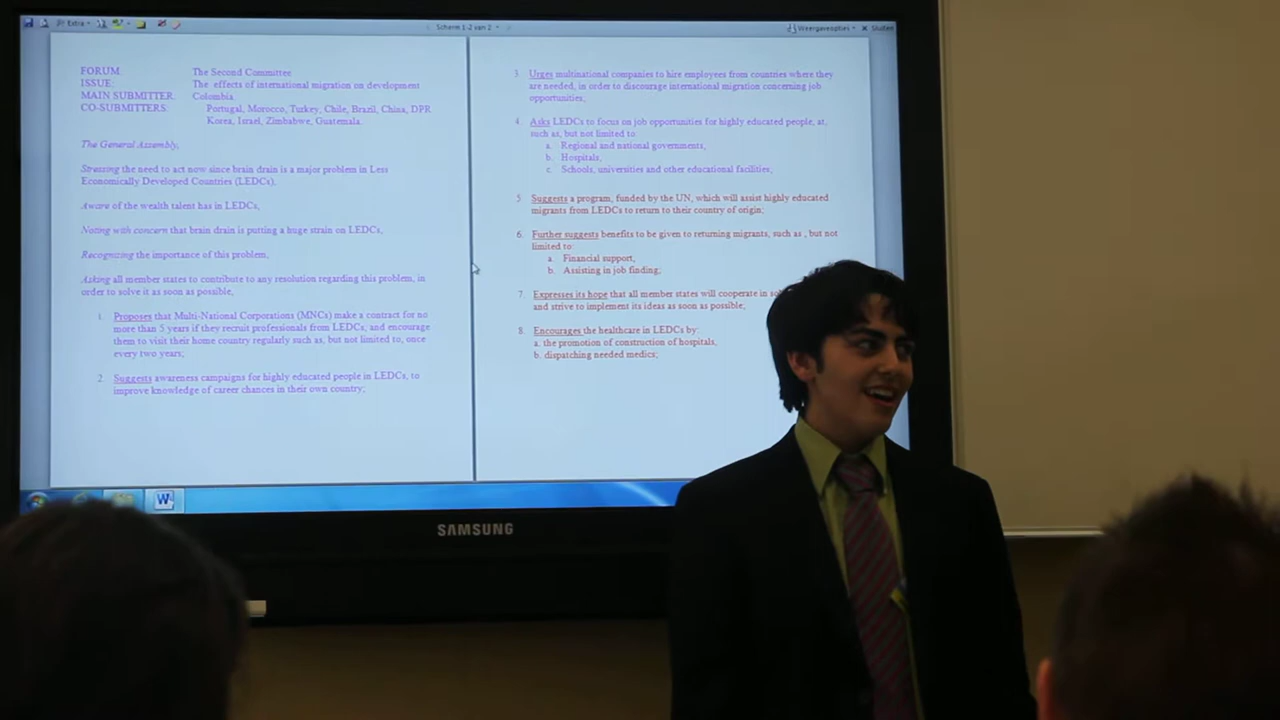 Extra
Scherm 1-2 van 2
Weergaveopties
Sluiten
FORUM: The Second Committee
ISSUE: The effects of international migration on development
MAIN SUBMITTER: Colombia
CO-SUBMITTERS: Portugal, Morocco, Turkey, Chile, Brazil, China, DPR
Korea, Israel, Zimbabwe, Guatemala.
The General Assembly,
Stressing the need to act now since brain drain is a major problem in Less
Economically Developed Countries (LEDCs),
Aware of the wealth talent has in LEDCs,
Noting with concern that brain drain is putting a huge strain on LEDCs,
Recognizing the importance of this problem,
Asking all member states to contribute to any resolution regarding this problem, in
order to solve it as soon as possible,
1. Proposes that Multi-National Corporations (MNCs) make a contract for no
more than 5 years if they recruit professionals from LEDCs, and encourage
them to visit their home country regularly such as, but not limited to, once
every two years;
2. Suggests awareness campaigns for highly educated people in LEDCs, to
improve knowledge of career chances in their own country;
3. Urges multinational companies to hire employees from countries where they
are needed, in order to discourage international migration concerning job
opportunities;
4. Asks LEDCs to focus on job opportunities for highly educated people, at,
such as, but not limited to:
a. Regional and national governments,
b. Hospitals,
c. Schools, universities and other educational facilities,
5. Suggests a program, funded by the UN, which will assist highly educated
migrants from LEDCs to return to their country of origin;
6. Further suggests benefits to be given to returning migrants, such as , but not
limited to:
a. Financial support,
b. Assisting in job finding;
7. Expresses its hope that all member states will cooperate in
and strive to implement its ideas as soon as possible;
8. Encourages the healthcare in LEDCs by:
a. the promotion of construction of hospitals,
b. dispatching needed medics;
W
SAMSUNG